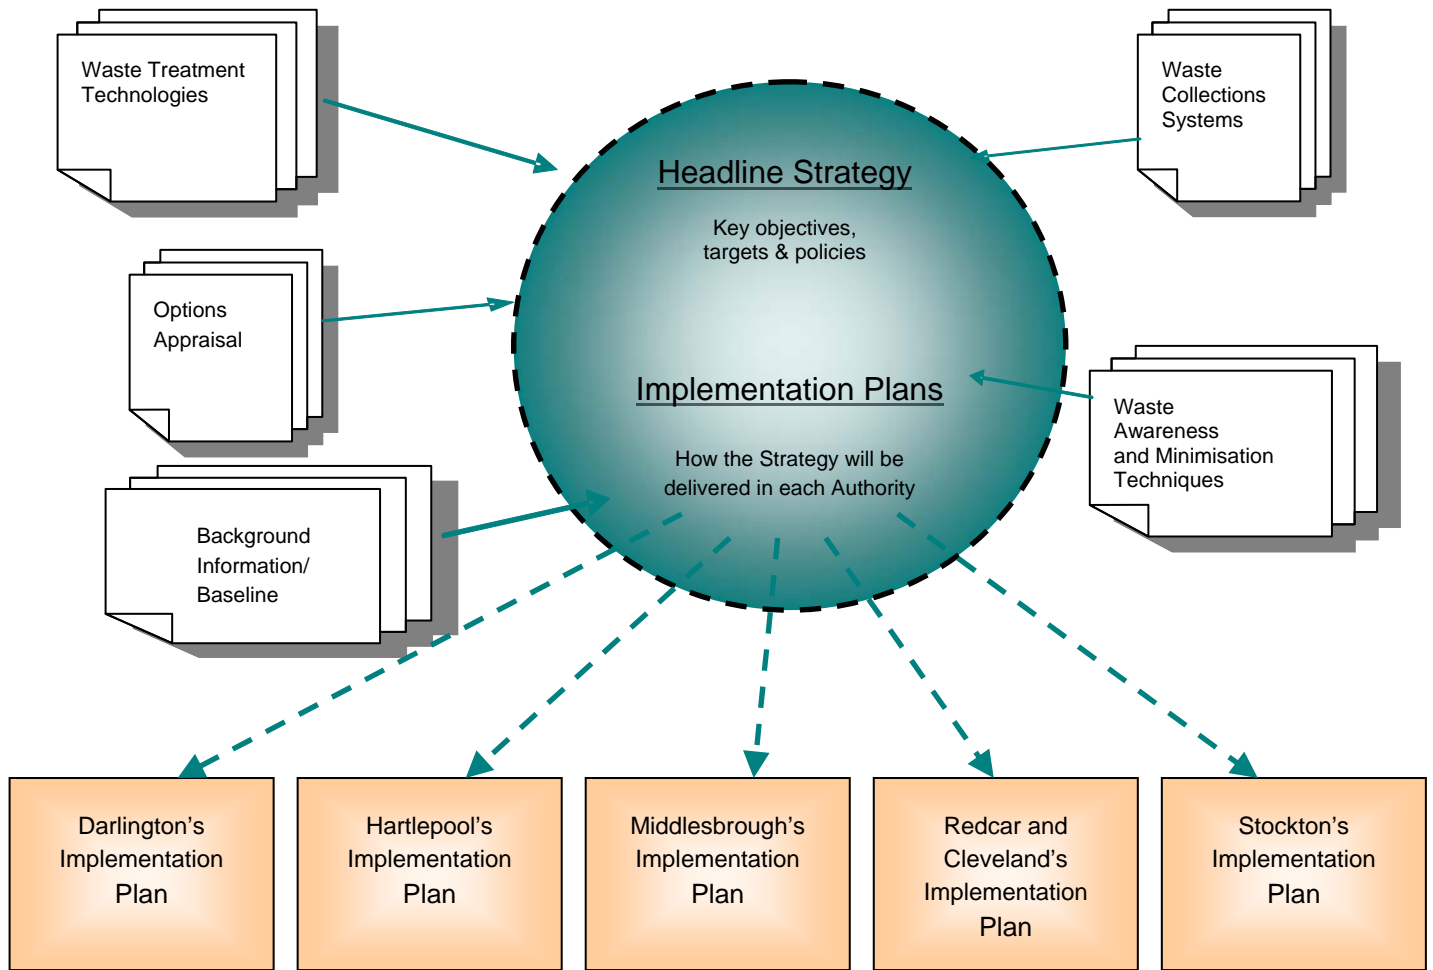 Waste Treatment
Technologies
Waste
Collections
Systems
Headline Strategy
Key objectives,
targets & policies
Options
Appraisal
Implementation Plans
How the Strategy will be
delivered in each Authority
Waste
Awareness
and Minimisation
Techniques
Background
Information/
Baseline
Darlington’s
Implementation
Plan
Hartlepool’s
Implementation
Plan
Middlesbrough’s
Implementation
Plan
Redcar and
Cleveland’s
Implementation
Plan
Stockton’s
Implementation
Plan